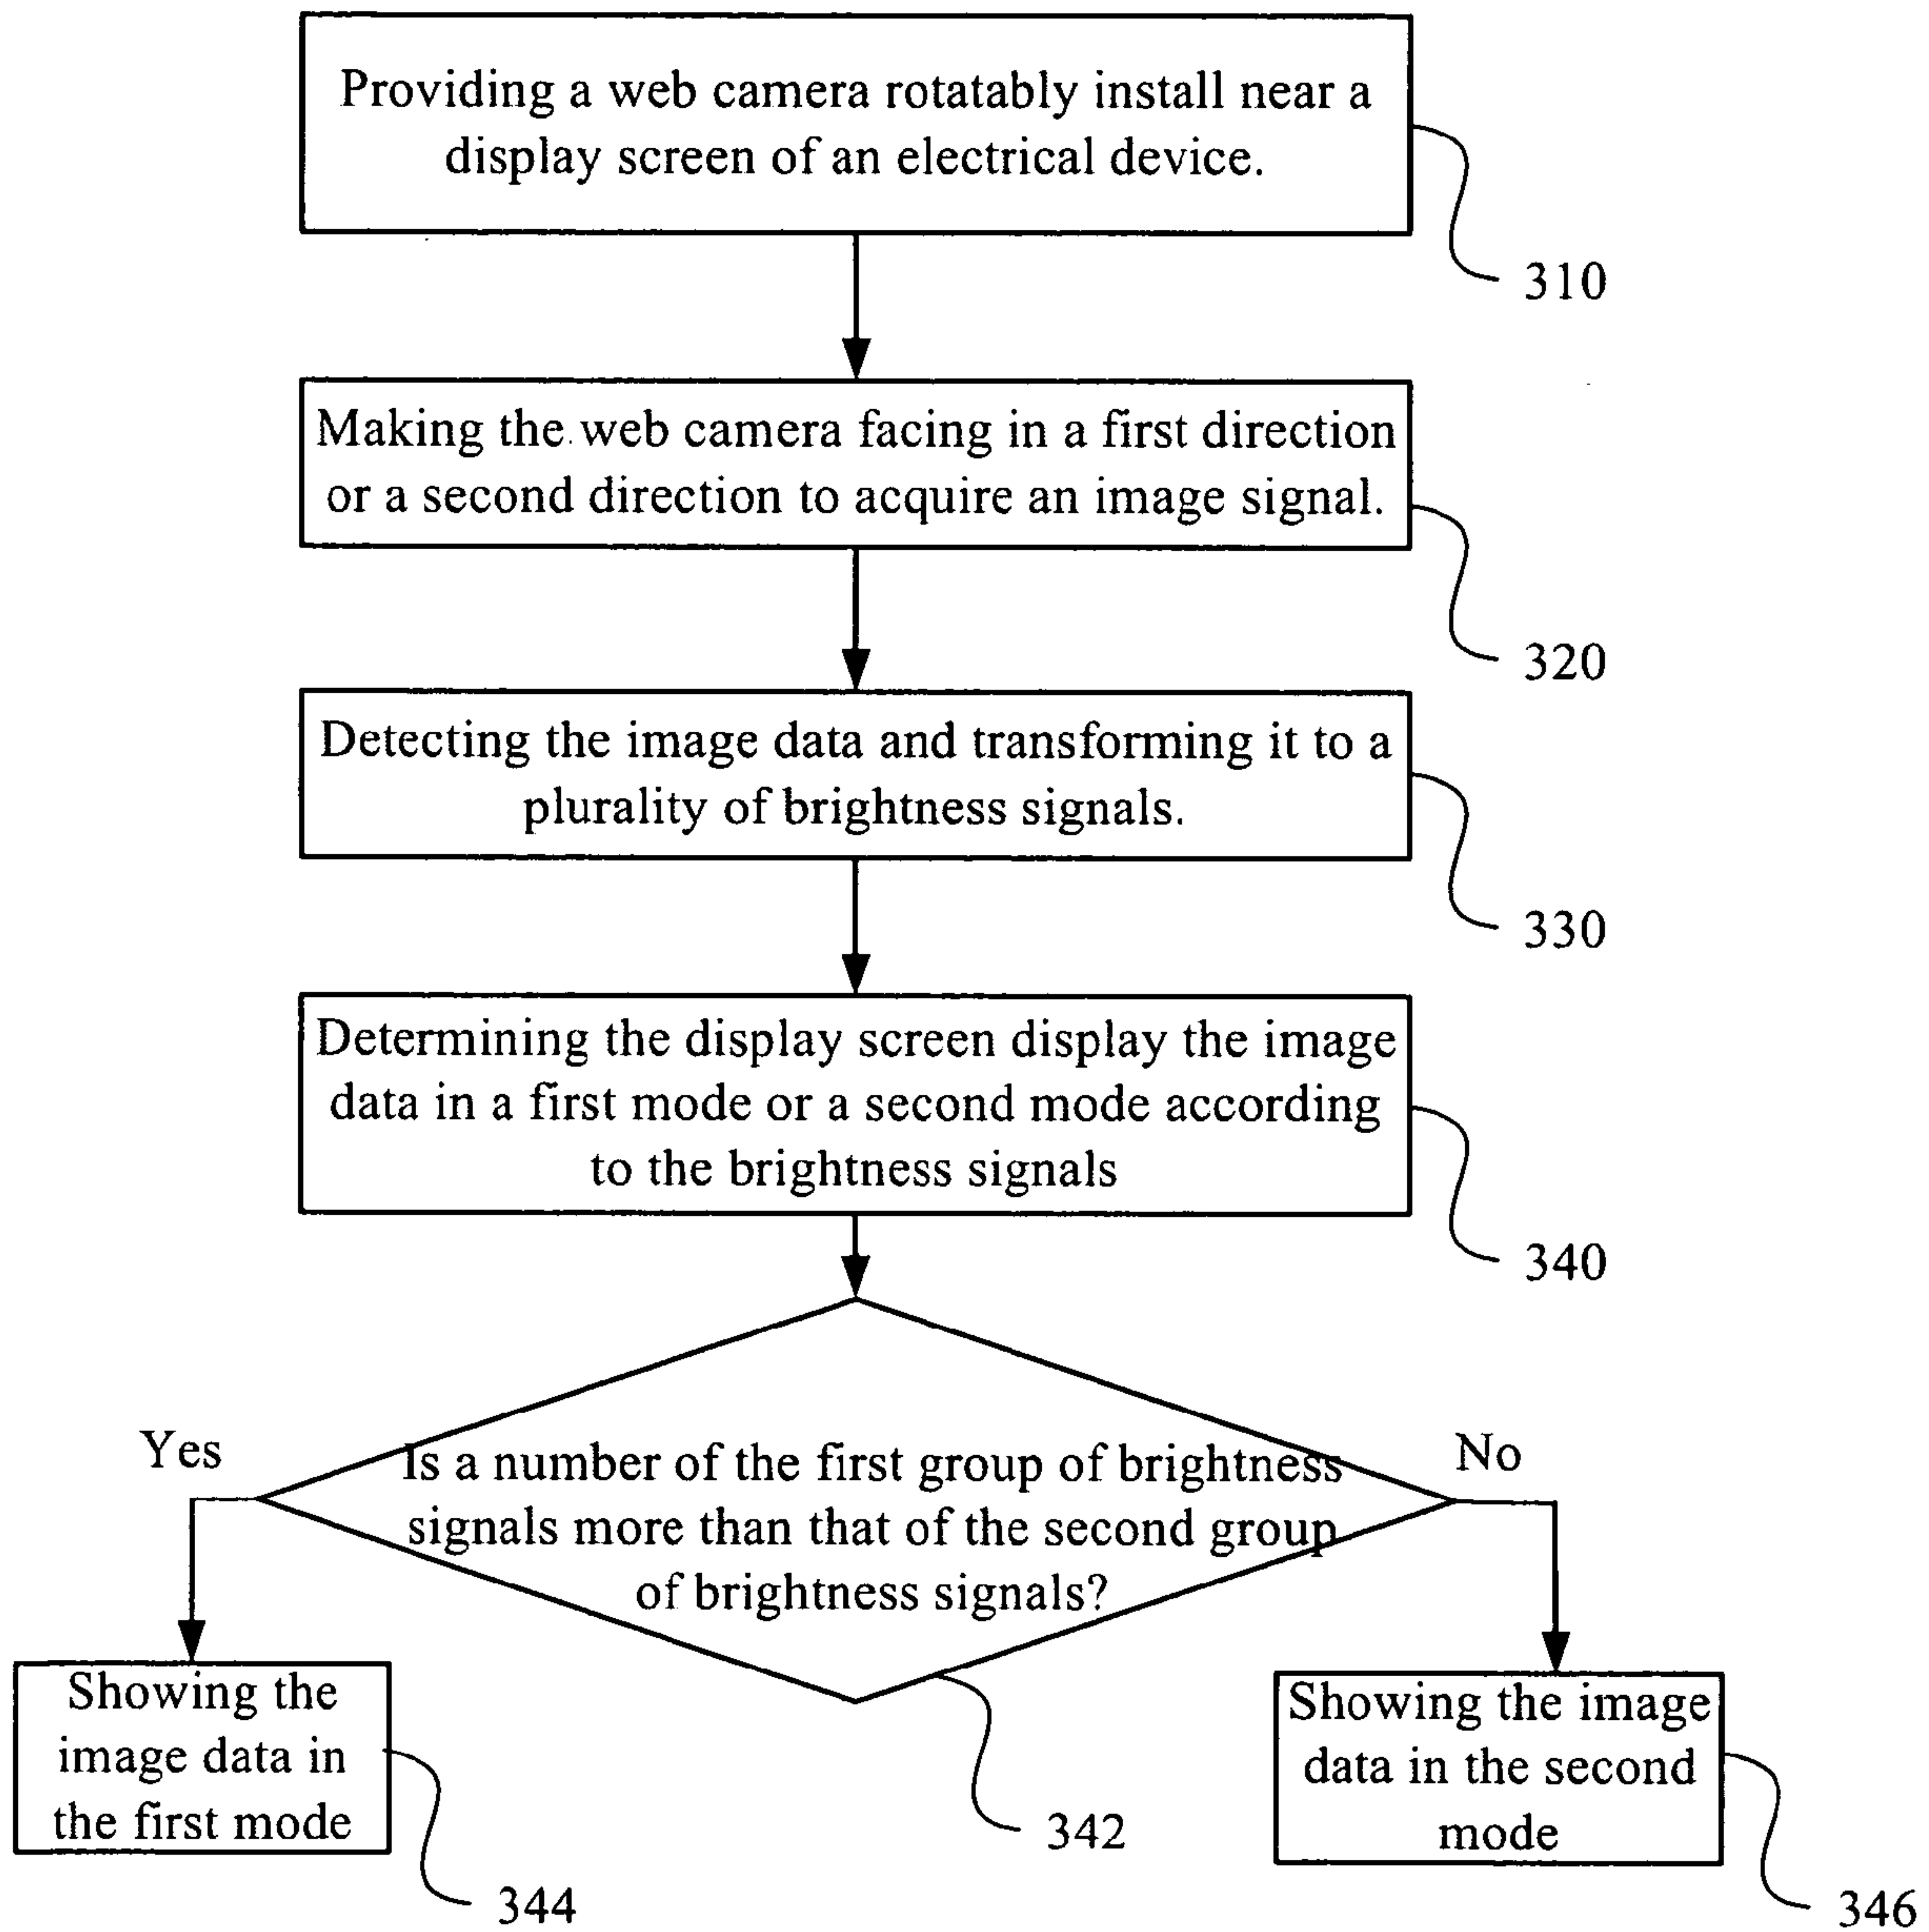 Providing a web camera rotatably install near a
display screen of an electrical device.
310
Making the web camera facing in a first direction
or a second direction to acquire an image signal.
320
Detecting the image data and transforming it to a
plurality of brightness signals.
330
Determining the display screen display the image
data in a first mode or a second mode according
to the brightness signals
340
Yes
No
Is a number of the first group of brightness
signals more than that of the second group
of brightness signals?
342
Showing the
image data in
the first mode
344
Showing the image
data in the second
mode
346